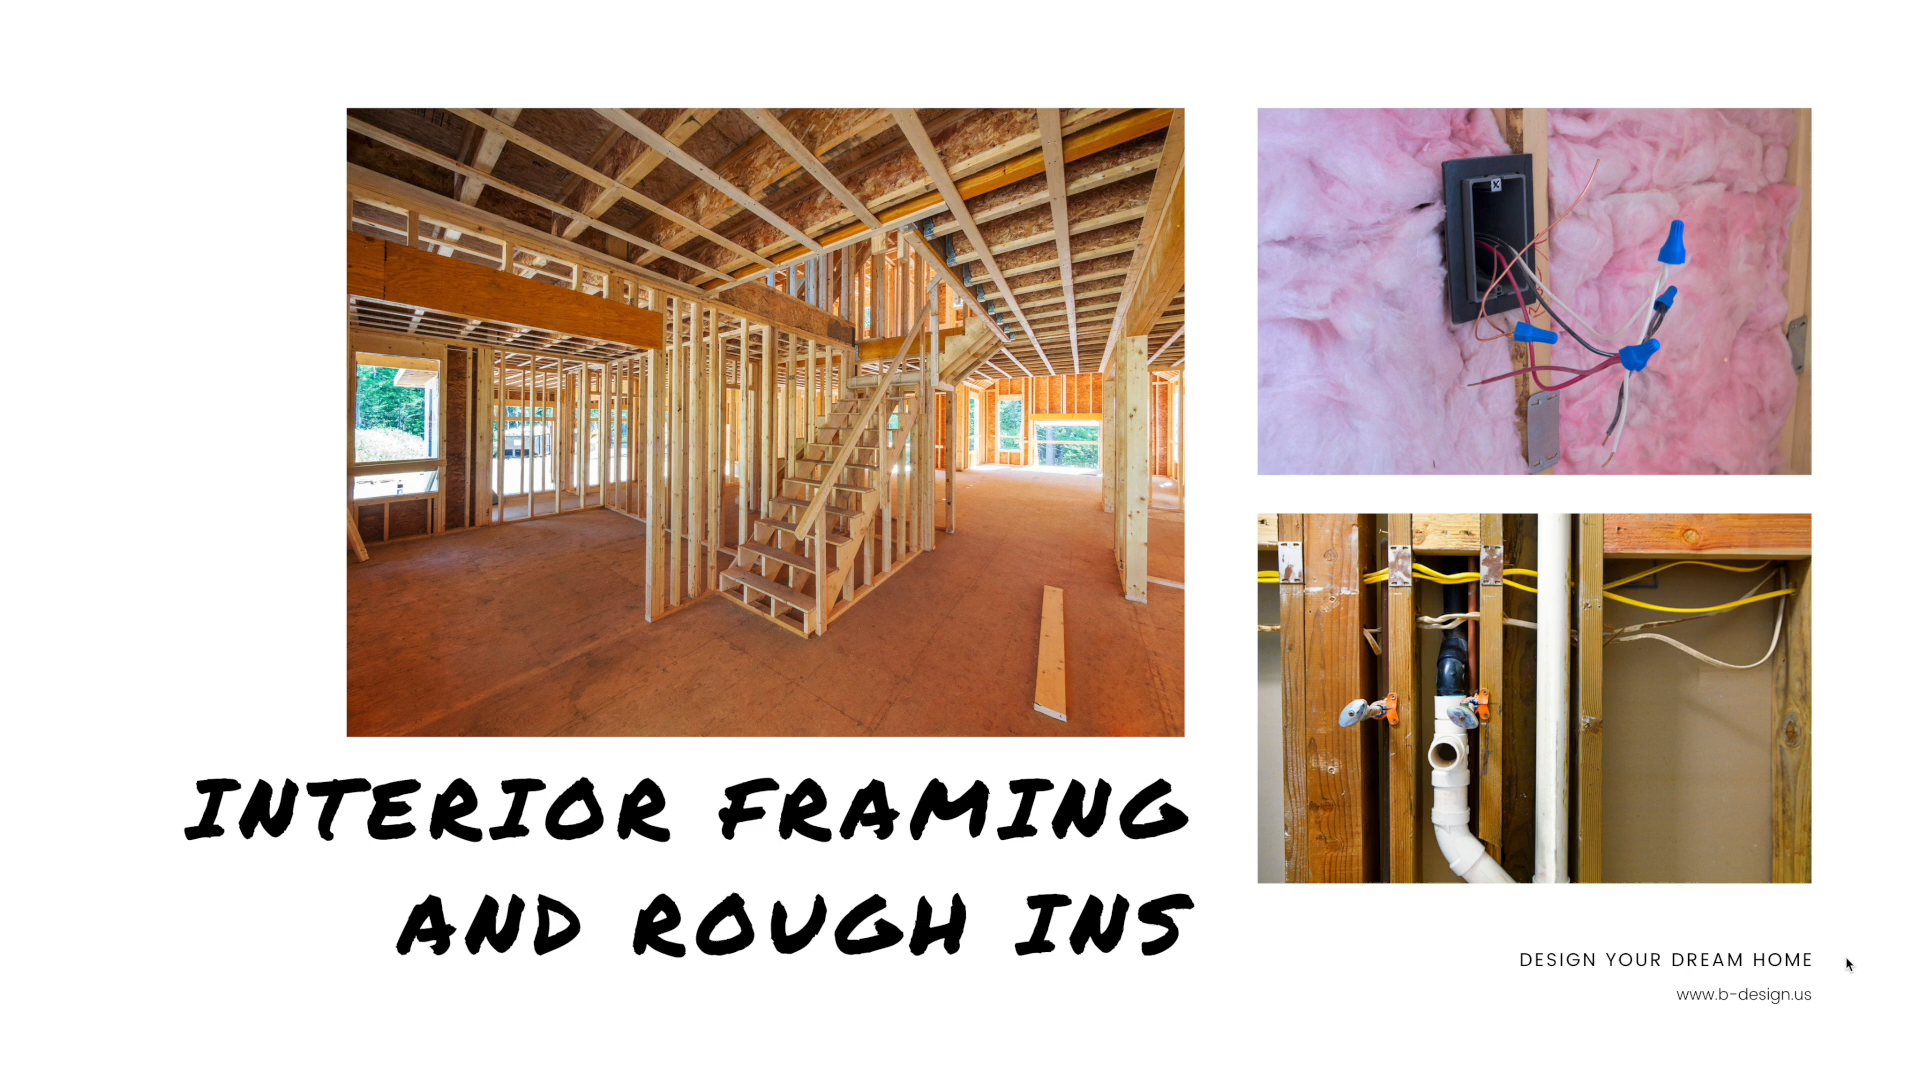 INTERIOR FRAMING
AND ROUGH INS
DESIGN YOUR DREAM HOME
www.b-design.us